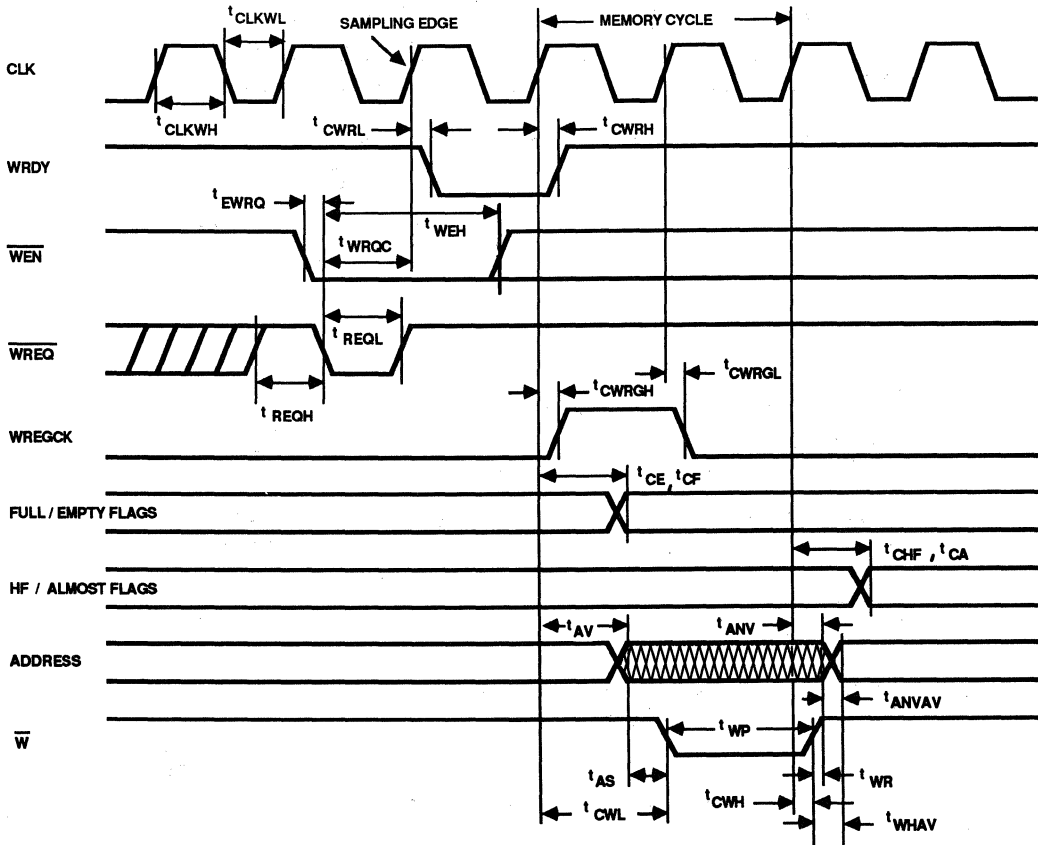 tCLKWL
SAMPLING EDGE
MEMORY CYCLE
CLK
tCLKWH
tCWRL
tCWRH
WRDY
tEWRQ
tWEH
WEN
tWRQC
tREQL
WREQ
tCWRGL
tCWRGH
tREQH
WREGCK
tCE, tCF
FULL / EMPTY FLAGS
tCHF , tCA
HF / ALMOST FLAGS
tAV
tANV
ADDRESS
tANVAV
tWP
W
tAS
tWR
tCWH
tCWL
tWHAV